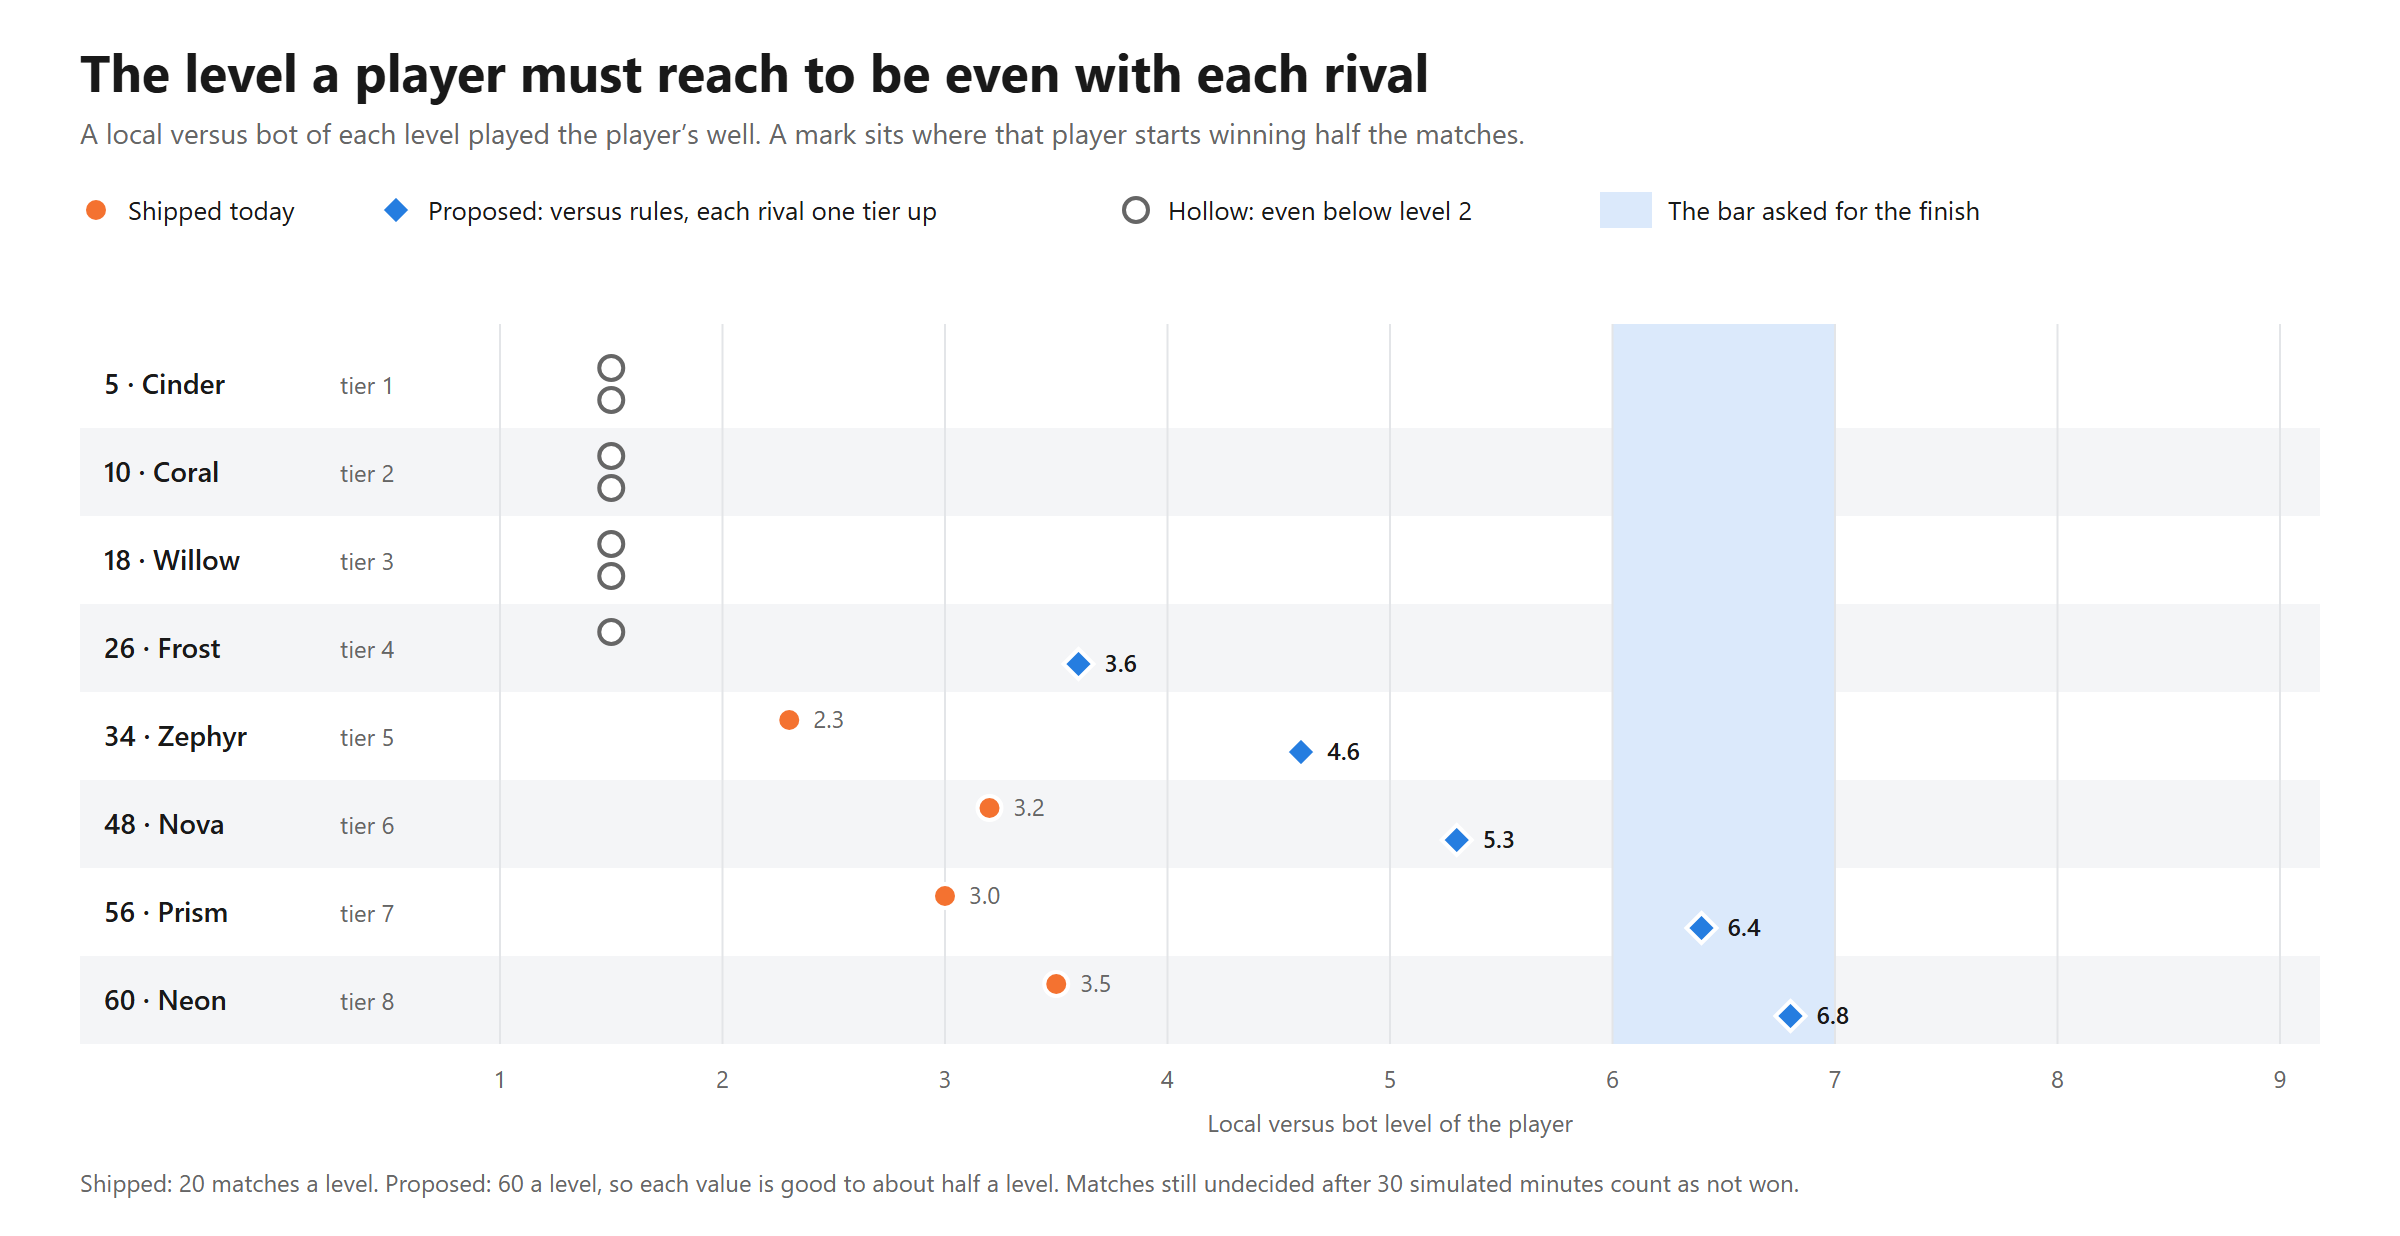 The level a player must reach to be even with each rival
A local versus bot of each level played the player’s well. A mark sits where that player starts winning half the matches.
Shipped today
Proposed: versus rules, each rival one tier up
Hollow: even below level 2
The bar asked for the finish
5 · Cinder tier 1
10 · Coral tier 2
18 · Willow tier 3
26 · Frost tier 4
3.6
34 · Zephyr tier 5
2.3
4.6
48 · Nova tier 6
3.2
5.3
56 · Prism tier 7
3.0
6.4
60 · Neon tier 8
3.5
6.8
1 2 3 4 5 6 7 8 9
Local versus bot level of the player
Shipped: 20 matches a level. Proposed: 60 a level, so each value is good to about half a level. Matches still undecided after 30 simulated minutes count as not won.